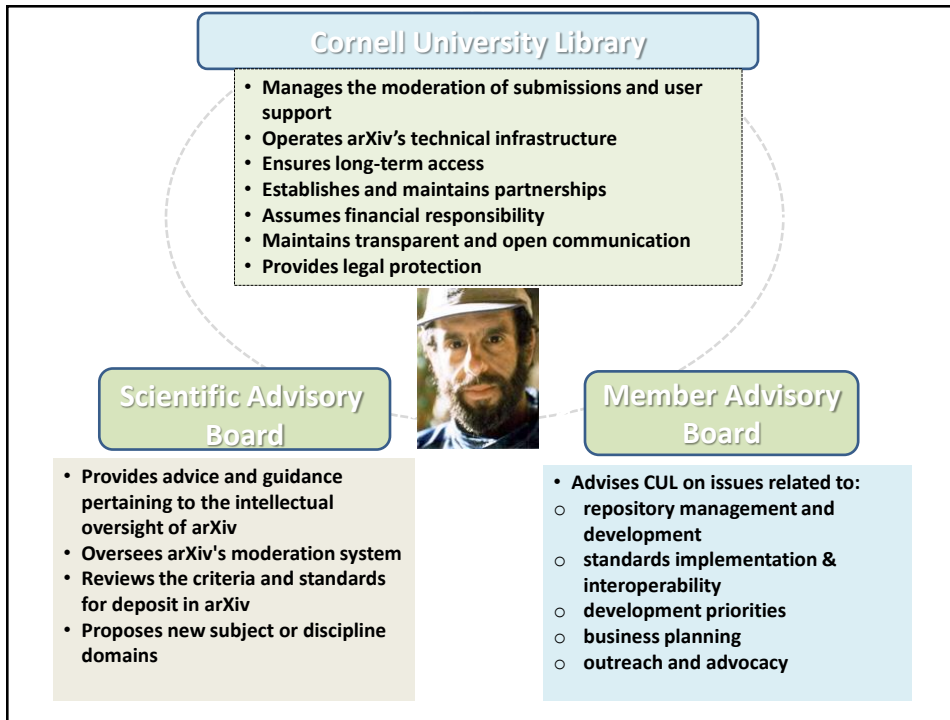 Cornell University Library
• Manages the moderation of submissions and user
support
• Operates arXiv’s technical infrastructure
• Ensures long-term access
• Establishes and maintains partnerships
• Assumes financial responsibility
• Maintains transparent and open communication
• Provides legal protection
Scientific Advisory
Board
• Provides advice and guidance
pertaining to the intellectual
oversight of arXiv
• Oversees arXiv's moderation system
• Reviews the criteria and standards
for deposit in arXiv
• Proposes new subject or discipline
domains
Member Advisory
Board
• Advises CUL on issues related to:
o repository management and
development
o standards implementation &
interoperability
o development priorities
o business planning
o outreach and advocacy